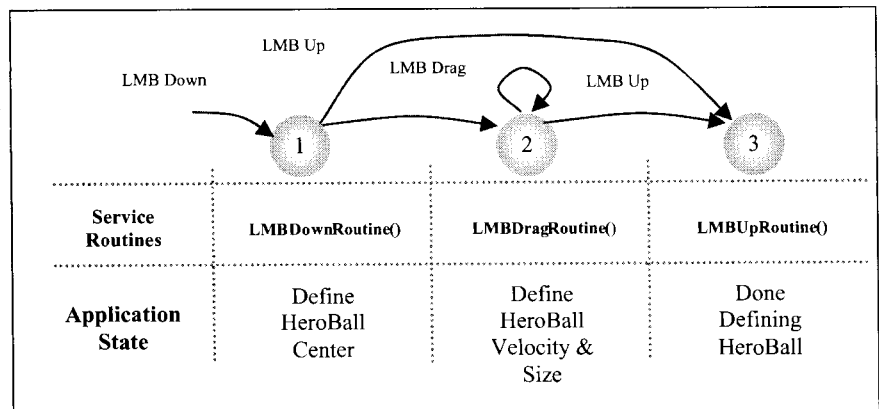 LMB Up
LMB Drag
LMB Down
LMB Up
1
2
3
Service
Routines
LMBDownRoutine()
LMBDragRoutine()
LMBUpRoutine()
Application
State
Define
HeroBall
Center
Define
HeroBall
Velocity &
Size
Done
Defining
HeroBall